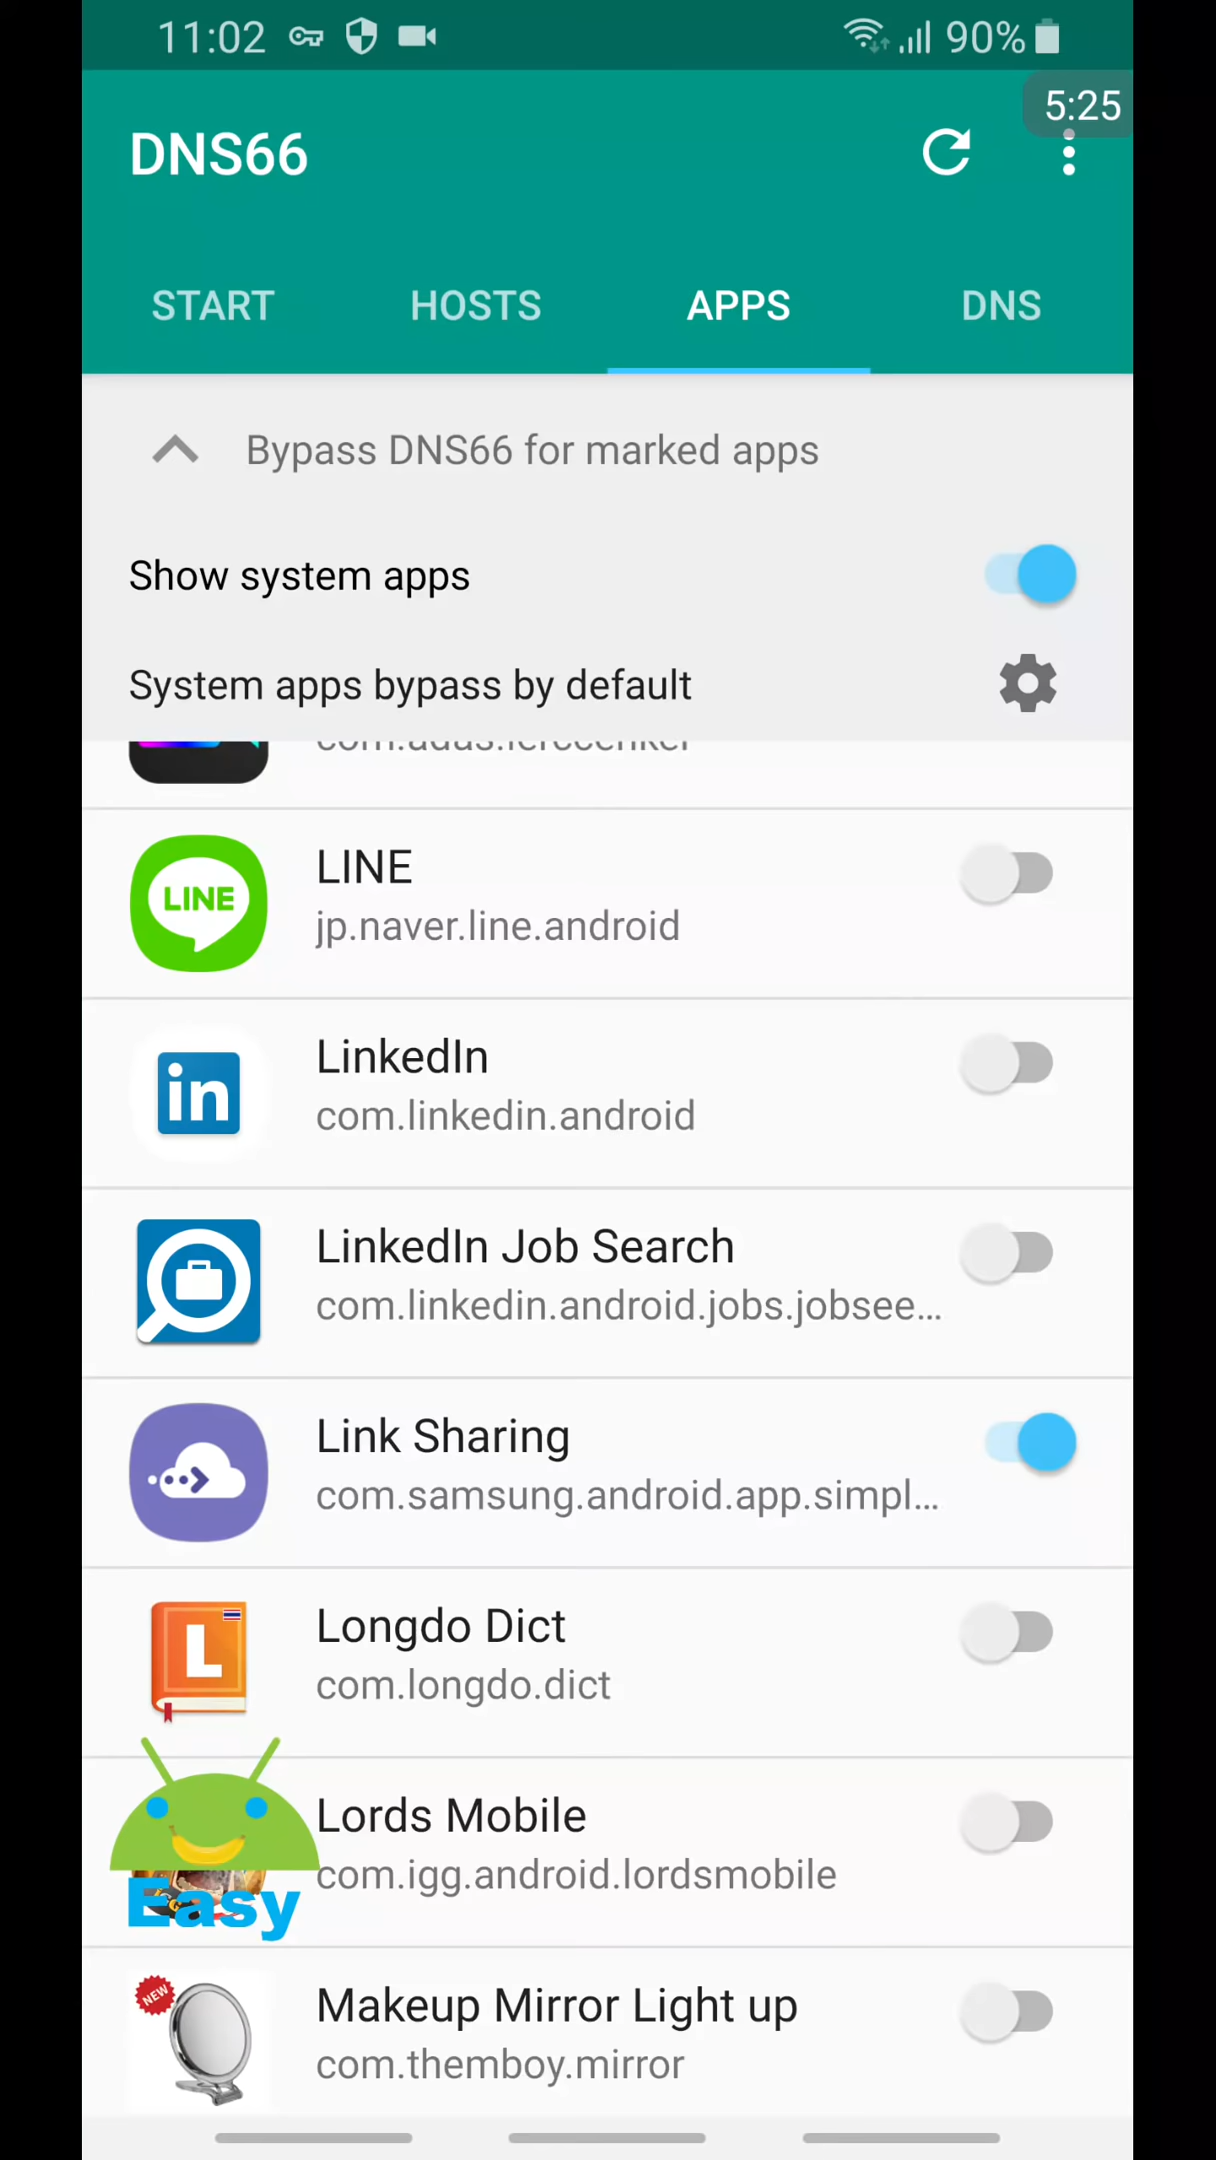 11:02
90%
5:25
DNS66
START HOSTS APPS DNS
Bypass DNS66 for marked apps
Show system apps
System apps bypass by default
LINE
LINE
jp.naver.line.android
in
LinkedIn
com.linkedin.android
LinkedIn Job Search
com.linkedin.android.jobs.jobsee...
Link Sharing
com.samsung.android.app.simpl...
L
Longdo Dict
com.longdo.dict
Lords Mobile
com.igg.android.lordsmobile
Easy
NEW
Makeup Mirror Light up
com.themboy.mirror